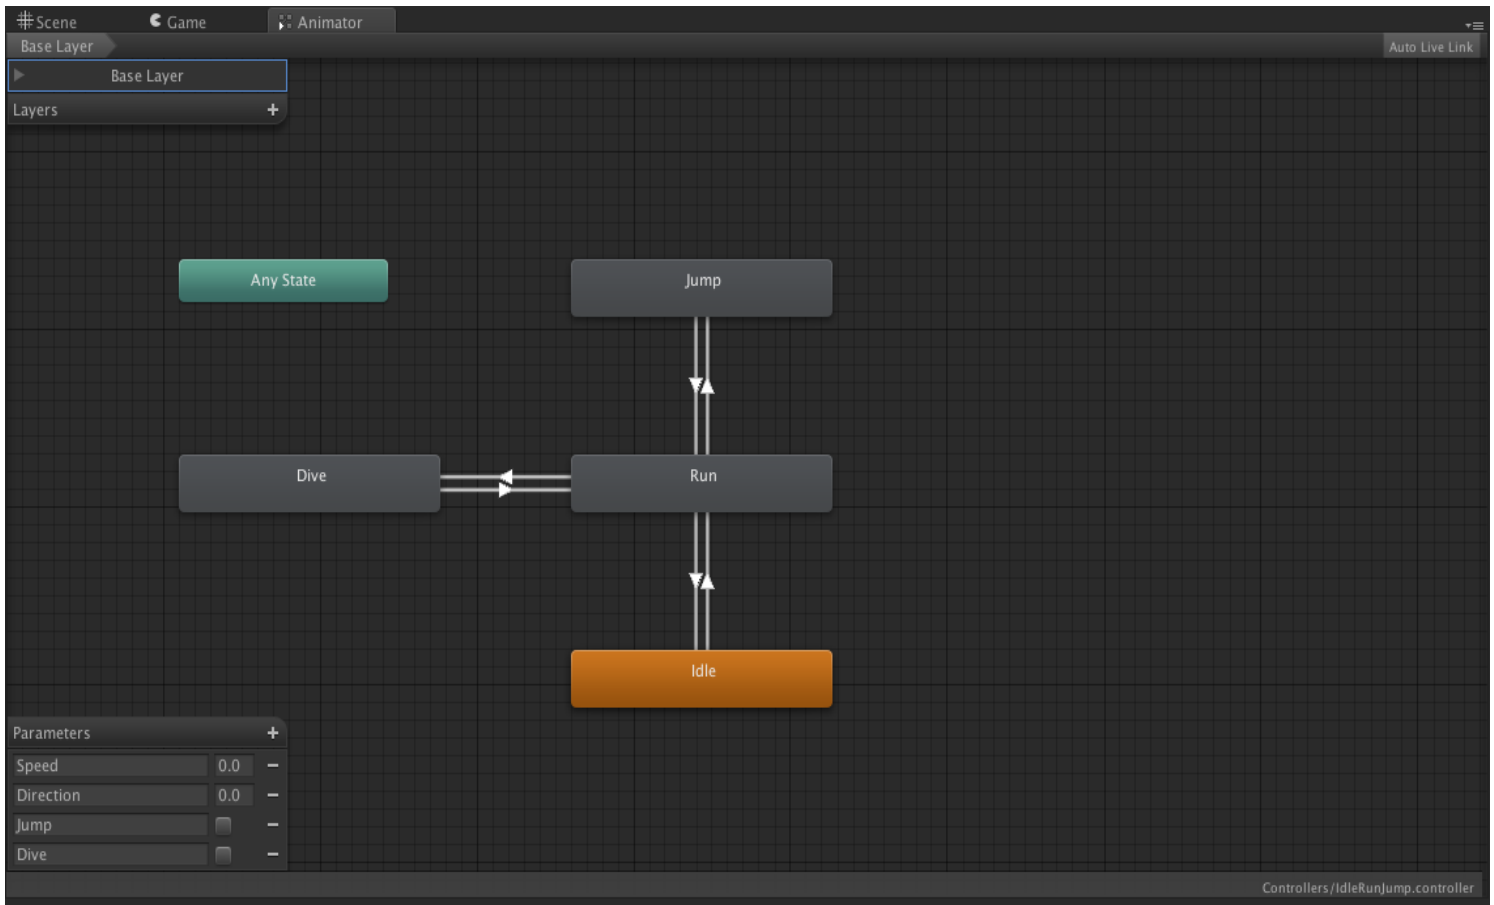 Scene Game Animator
Base Layer Auto Live Link
Base Layer
Layers +
Any State Jump
Dive Run
Idle
Parameters +
Speed 0.0 –
Direction 0.0 –
Jump –
Dive –
Controllers/IdleRunJump.controller